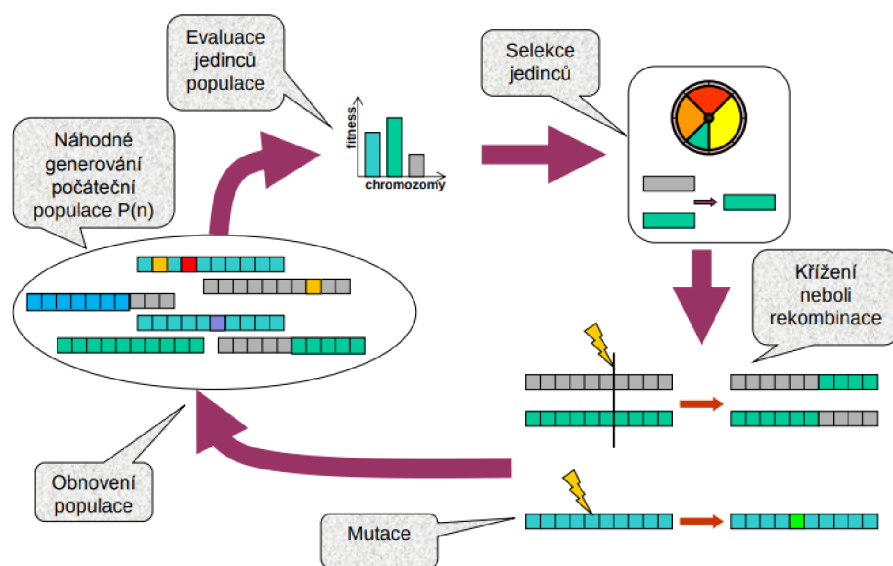 Evaluace
jedinců
populace
Selekce
jedinců
Náhodné
generování
počáteční
populace P(n)
fitness
chromozomy
Křížení
neboli
rekombinace
Obnovení
populace
Mutace